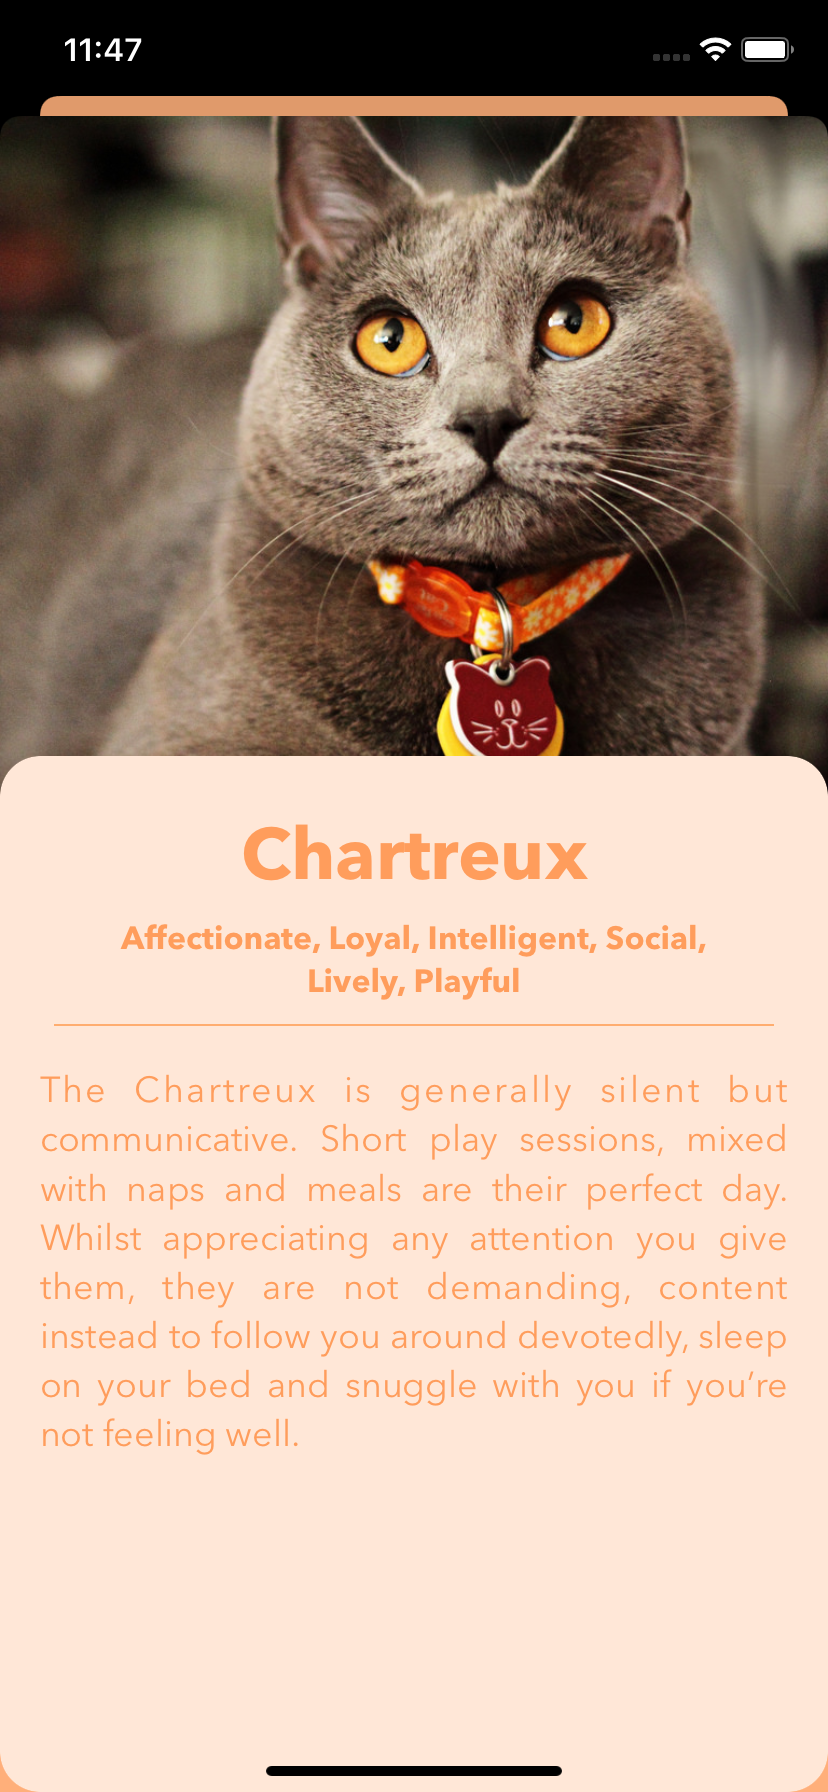 11:47
Chartreux
Affectionate, Loyal, Intelligent, Social,
Lively, Playful
The Chartreux is generally silent but
communicative. Short play sessions, mixed
with naps and meals are their perfect day.
Whilst appreciating any attention you give
them, they are not demanding, content
instead to follow you around devotedly, sleep
on your bed and snuggle with you if you’re
not feeling well.